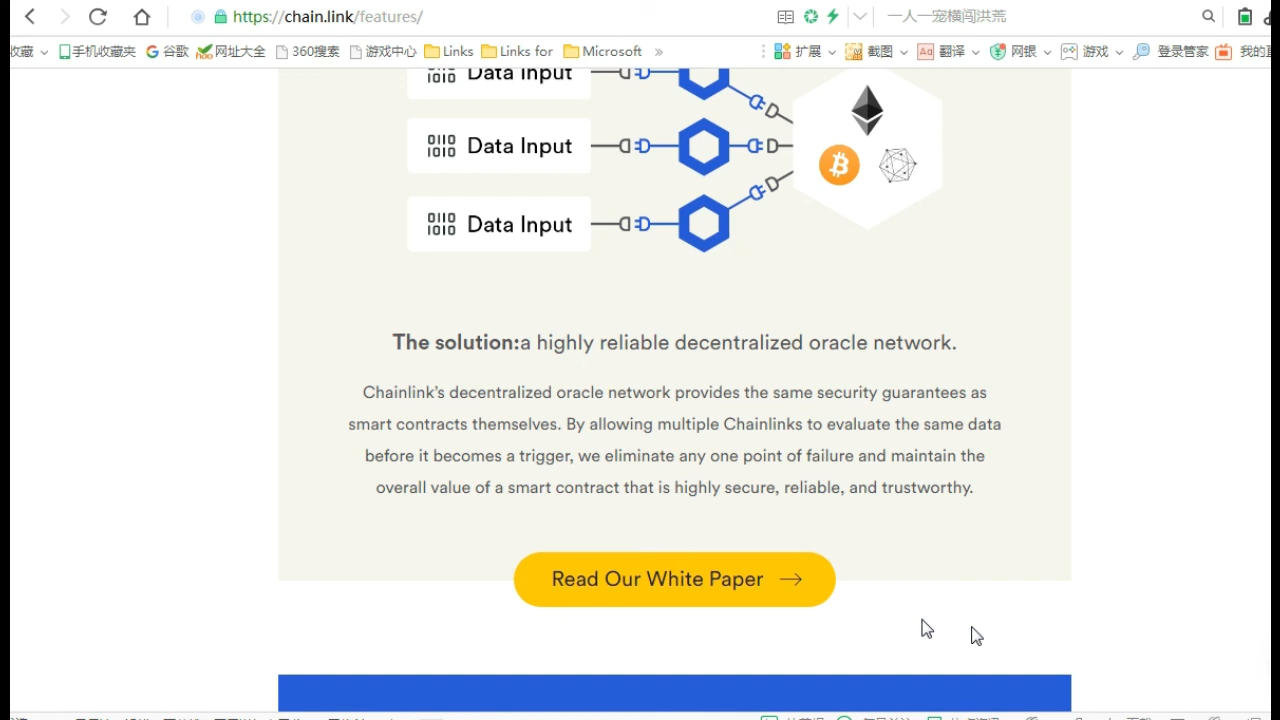 https://chain.link/features/ 一人一宠横闯洪荒
收藏 手机收藏夹 谷歌 网址大全 360搜索 游戏中心 Links Links for Microsoft » 扩展 截图 翻译 网银 游戏 登录管家 我的
Data Input
Data Input
Data Input
The solution:a highly reliable decentralized oracle network.
Chainlink’s decentralized oracle network provides the same security guarantees as
smart contracts themselves. By allowing multiple Chainlinks to evaluate the same data
before it becomes a trigger, we eliminate any one point of failure and maintain the
overall value of a smart contract that is highly secure, reliable, and trustworthy.
Read Our White Paper →